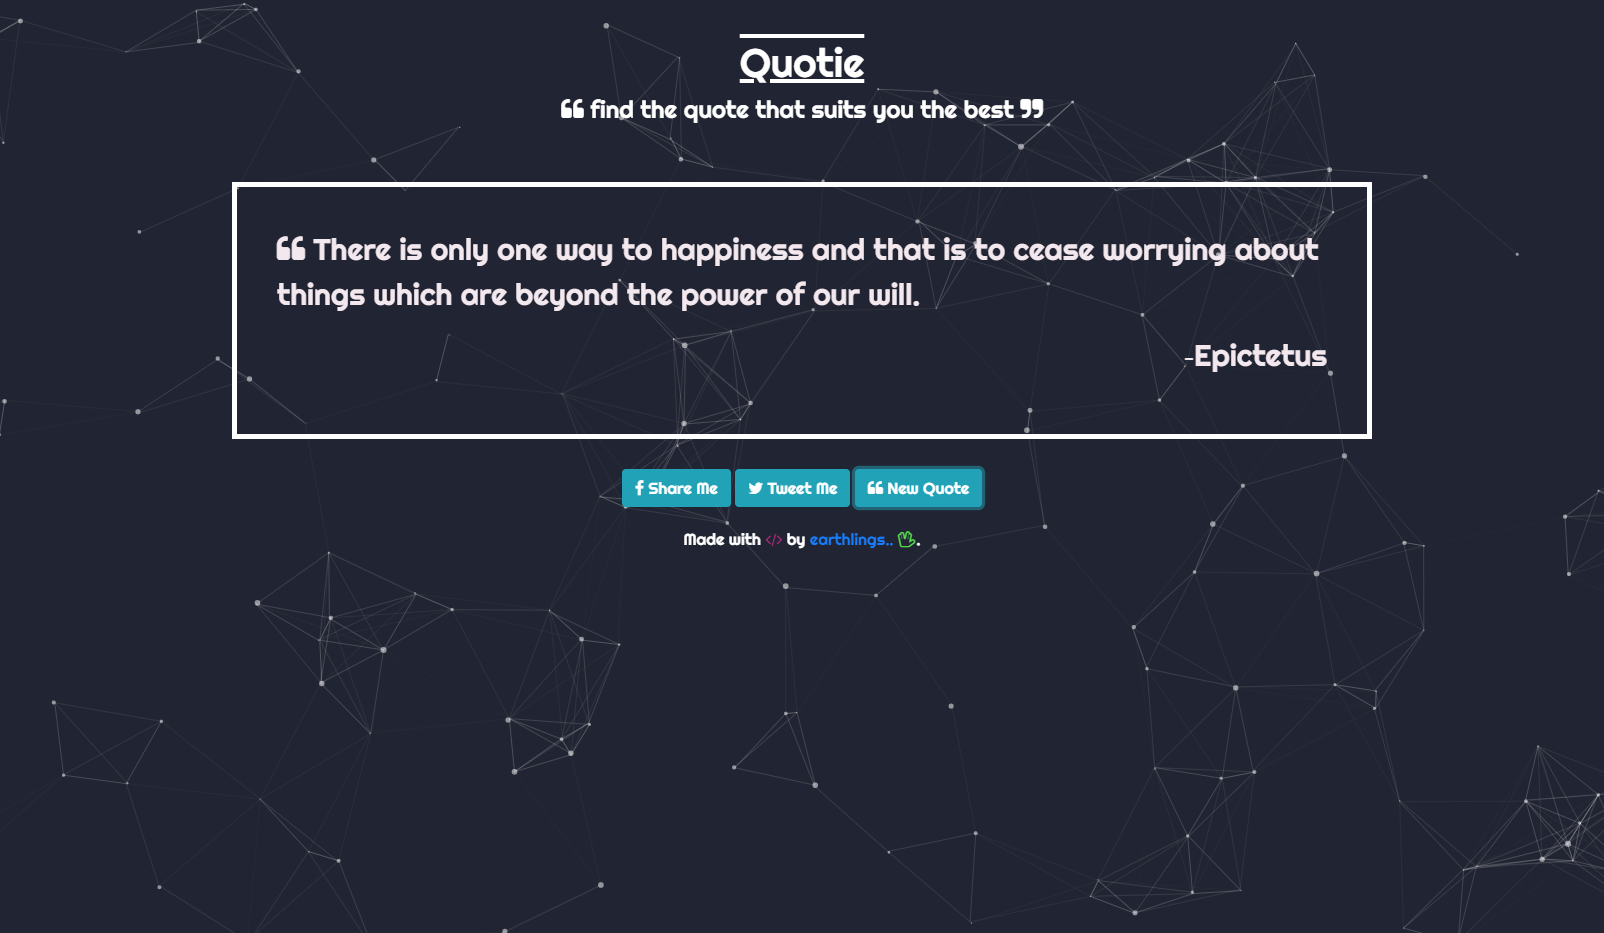 Quotie
❝ find the quote that suits you the best ❞
❝ There is only one way to happiness and that is to cease worrying about
things which are beyond the power of our will.
-Epictetus
Share Me Tweet Me ❝ New Quote
Made with </> by earthlings.. .